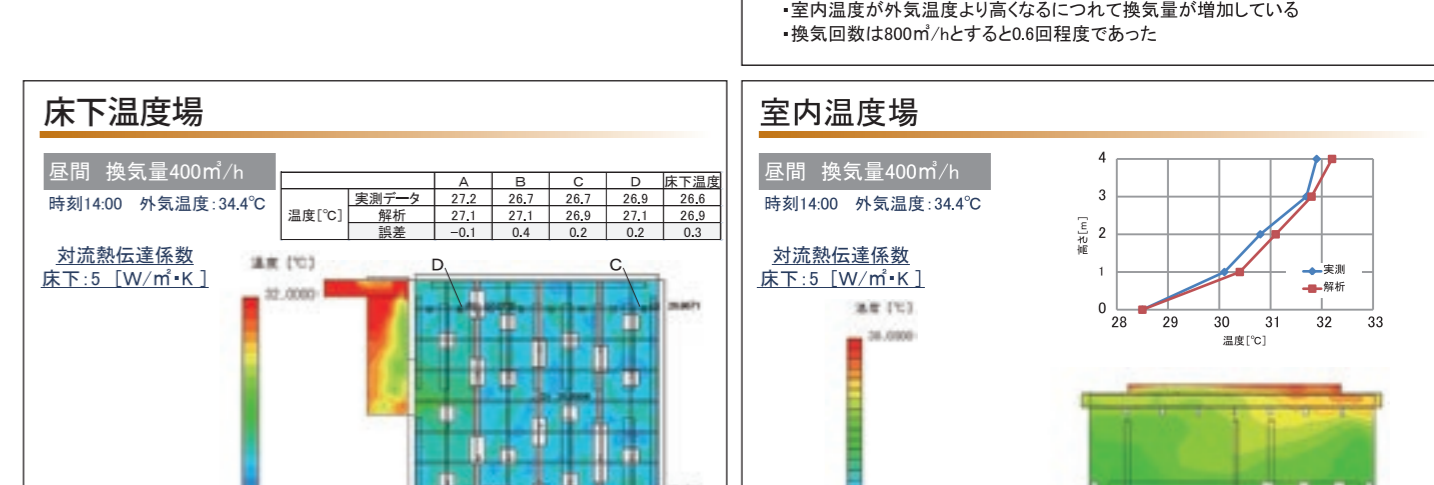 ▪室内温度が外気温度より高くなるにつれて換気量が増加している
▪換気回数は800㎥/hとすると0.6回程度であった
床下温度場
昼間 換気量400㎥/h
時刻14:00 外気温度:34.4℃
A B C D 床下温度
温度[℃]
実測データ 27.2 26.7 26.7 26.9 26.6
解析 27.1 27.1 26.9 27.1 26.9
誤差 -0.1 0.4 0.2 0.2 0.3
対流熱伝達係数
床下:5 [W/㎡▪K ]
温度 [℃]
32.0000
D C
室内温度場
昼間 換気量400㎥/h
時刻14:00 外気温度:34.4℃
対流熱伝達係数
床下:5 [W/㎡▪K ]
温度 [℃]
36.0000
高さ[m]
4
3
2
1
0
28 29 30 31 32 33
温度[℃]
実測
解析